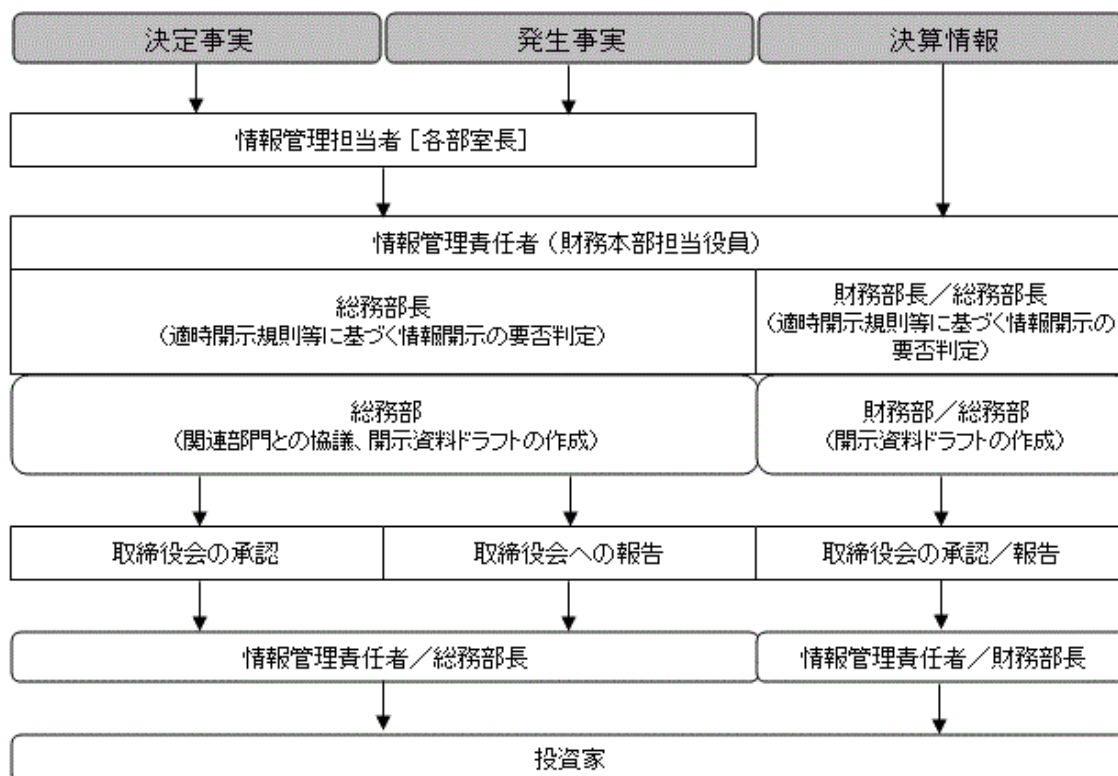 決定事実
発生事実
決算情報
情報管理担当者［各部室長］
情報管理責任者（財務本部担当役員）
総務部長
（適時開示規則等に基づく情報開示の要否判定）
財務部長／総務部長
（適時開示規則等に基づく情報開示の
要否判定）
総務部
（関連部門との協議、開示資料ドラフトの作成）
財務部／総務部
（開示資料ドラフトの作成）
取締役会の承認
取締役会への報告
取締役会の承認／報告
情報管理責任者／総務部長
情報管理責任者／財務部長
投資家